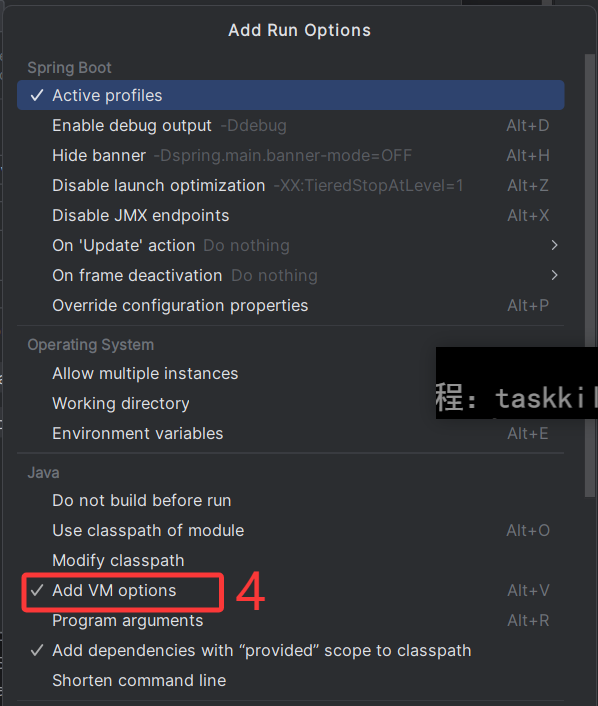 Add Run Options
Spring Boot
✓ Active profiles
Enable debug output -Ddebug Alt+D
Hide banner -Dspring.main.banner-mode=OFF Alt+H
Disable launch optimization -XX:TieredStopAtLevel=1 Alt+Z
Disable JMX endpoints Alt+X
On 'Update' action Do nothing
On frame deactivation Do nothing
Override configuration properties Alt+P
Operating System
Allow multiple instances
程：taskkil
Working directory
Environment variables Alt+E
Java
Do not build before run
Use classpath of module Alt+O
Modify classpath
✓ Add VM options 4 Alt+V
Program arguments Alt+R
✓ Add dependencies with “provided” scope to classpath
Shorten command line